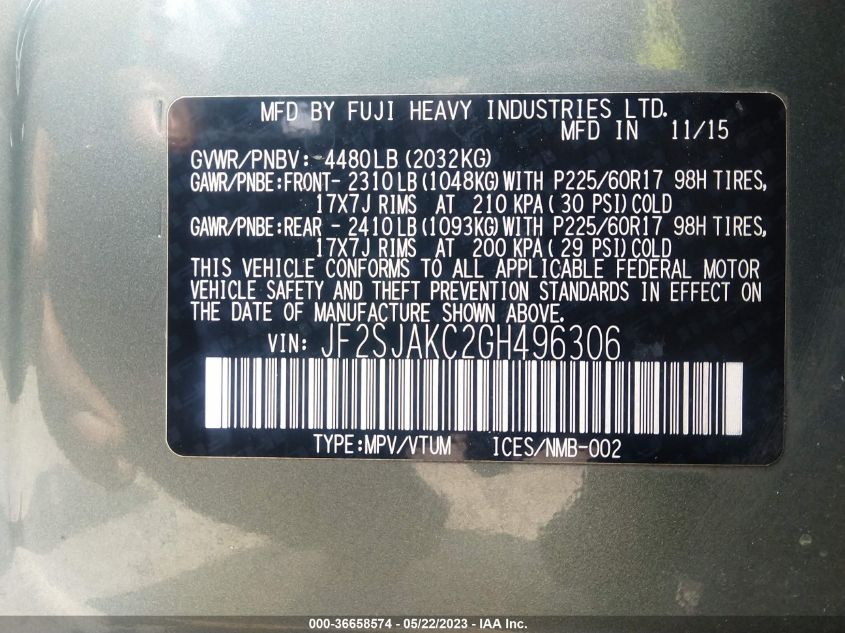 MFD BY FUJI HEAVY INDUSTRIES LTD.
MFD IN 11/15
GVWR/PNBV: 4480LB (2032KG)
GAWR/PNBE:FRONT- 2310LB (1048KG) WITH P225/60R17 98H TIRES,
17X7J RIMS AT 210 KPA (30 PSI) COLD
GAWR/PNBE:REAR - 2410LB (1093KG) WITH P225/60R17 98H TIRES,
17X7J RIMS AT 200 KPA (29 PSI) COLD
THIS VEHICLE CONFORMS TO ALL APPLICABLE FEDERAL MOTOR
VEHICLE SAFETY AND THEFT PREVENTION STANDARDS IN EFFECT ON
THE DATE OF MANUFACTURE SHOWN ABOVE.
VIN: JF2SJAKC2GH496306
TYPE:MPV/VTUM ICES/NMB-002
000-36658574 - 05/22/2023 - IAA Inc.